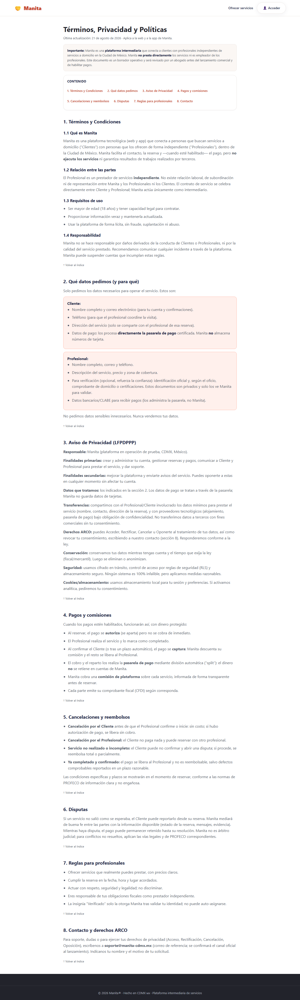 Manita
Ofrecer servicios
Acceder
Términos, Privacidad y Políticas
Última actualización: 21 de agosto de 2026 · Aplica a la web y a la app de Manita.
Importante: Manita es una plataforma intermediaria que conecta a clientes con profesionales independientes de
servicios a domicilio en la Ciudad de México. Manita no presta directamente los servicios ni es empleador de los
profesionales. Este documento es un borrador operativo y será revisado por un abogado antes del lanzamiento comercial y
de habilitar pagos.
CONTENIDO
1. Términos y Condiciones 2. Qué datos pedimos 3. Aviso de Privacidad 4. Pagos y comisiones
5. Cancelaciones y reembolsos 6. Disputas 7. Reglas para profesionales 8. Contacto
1. Términos y Condiciones
1.1 Qué es Manita
Manita es una plataforma tecnológica (web y app) que conecta a personas que buscan servicios a
domicilio ("Clientes") con personas que los ofrecen de forma independiente ("Profesionales"), dentro de
la Ciudad de México. Manita facilita el contacto, la reserva y —cuando esté habilitado— el pago, pero no
ejecuta los servicios ni garantiza resultados de trabajos realizados por terceros.
1.2 Relación entre las partes
El Profesional es un prestador de servicios independiente. No existe relación laboral, de subordinación
ni de representación entre Manita y los Profesionales ni los Clientes. El contrato de servicio se celebra
directamente entre Cliente y Profesional; Manita actúa únicamente como intermediario.
1.3 Requisitos de uso
• Ser mayor de edad (18 años) y tener capacidad legal para contratar.
• Proporcionar información veraz y mantenerla actualizada.
• Usar la plataforma de forma lícita, sin fraude, suplantación ni abuso.
1.4 Responsabilidad
Manita no se hace responsable por daños derivados de la conducta de Clientes o Profesionales, ni por la
calidad del servicio prestado. Recomendamos comunicar cualquier incidente a través de la plataforma.
Manita puede suspender cuentas que incumplan estas reglas.
↑ Volver al índice
2. Qué datos pedimos (y para qué)
Solo pedimos los datos necesarios para operar el servicio. Estos son:
Cliente:
• Nombre completo y correo electrónico (para tu cuenta y confirmaciones).
• Teléfono (para que el profesional coordine la visita).
• Dirección del servicio (solo se comparte con el profesional de esa reserva).
• Datos de pago: los procesa directamente la pasarela de pago certificada. Manita no almacena
números de tarjeta.
Profesional:
• Nombre completo, correo y teléfono.
• Descripción del servicio, precio y zona de cobertura.
• Para verificación (opcional, refuerza la confianza): identificación oficial y, según el oficio,
comprobante de domicilio o certificaciones. Estos documentos son privados y solo los ve Manita
para validar.
• Datos bancarios/CLABE para recibir pagos (los administra la pasarela, no Manita).
No pedimos datos sensibles innecesarios. Nunca vendemos tus datos.
↑ Volver al índice
3. Aviso de Privacidad (LFPDPPP)
Responsable: Manita (plataforma en operación de prueba, CDMX, México).
Finalidades primarias: crear y administrar tu cuenta, gestionar reservas y pagos, comunicar a Cliente y
Profesional para prestar el servicio, y dar soporte.
Finalidades secundarias: mejorar la plataforma y enviarte avisos del servicio. Puedes oponerte a estas
en cualquier momento sin afectar tu cuenta.
Datos que tratamos: los indicados en la sección 2. Los datos de pago se tratan a través de la pasarela;
Manita no guarda datos de tarjetas.
Transferencias: compartimos con el Profesional/Cliente involucrado los datos mínimos para prestar el
servicio (nombre, contacto, dirección de la reserva), y con proveedores tecnológicos (alojamiento,
pasarela de pago) bajo obligación de confidencialidad. No transferimos datos a terceros con fines
comerciales sin tu consentimiento.
Derechos ARCO: puedes Acceder, Rectificar, Cancelar u Oponerte al tratamiento de tus datos, así como
revocar tu consentimiento, escribiendo a nuestro contacto (sección 8). Responderemos conforme a la
ley.
Conservación: conservamos tus datos mientras tengas cuenta y el tiempo que exija la ley
(fiscal/mercantil). Luego se eliminan o anonimizan.
Seguridad: usamos cifrado en tránsito, control de acceso por reglas de seguridad (RLS) y
almacenamiento seguro. Ningún sistema es 100% infalible, pero aplicamos medidas razonables.
Cookies/almacenamiento: usamos almacenamiento local para tu sesión y preferencias. Si activamos
analítica, pediremos tu consentimiento.
↑ Volver al índice
4. Pagos y comisiones
Cuando los pagos estén habilitados, funcionarán así, con dinero protegido:
• Al reservar, el pago se autoriza (se aparta) pero no se cobra de inmediato.
• El Profesional realiza el servicio y lo marca como completado.
• Al confirmar el Cliente (o tras un plazo automático), el pago se captura: Manita descuenta su
comisión y el resto se libera al Profesional.
• El cobro y el reparto los realiza la pasarela de pago mediante división automática ("split"): el dinero
no se retiene en cuentas de Manita.
• Manita cobra una comisión de plataforma sobre cada servicio, informada de forma transparente
antes de reservar.
• Cada parte emite su comprobante fiscal (CFDI) según corresponda.
↑ Volver al índice
5. Cancelaciones y reembolsos
• Cancelación por el Cliente antes de que el Profesional confirme o inicie: sin costo; si hubo
autorización de pago, se libera sin cobro.
• Cancelación por el Profesional: el Cliente no paga nada y puede reservar con otro profesional.
• Servicio no realizado o incompleto: el Cliente puede no confirmar y abrir una disputa; si procede, se
reembolsa total o parcialmente.
• Ya completado y confirmado: el pago se libera al Profesional y no es reembolsable, salvo defectos
comprobables reportados en un plazo razonable.
Las condiciones específicas y plazos se mostrarán en el momento de reservar, conforme a las normas de
PROFECO de información clara y no engañosa.
↑ Volver al índice
6. Disputas
Si un servicio no salió como se esperaba, el Cliente puede reportarlo desde su reserva. Manita mediará
de buena fe entre las partes con la información disponible (estado de la reserva, mensajes, evidencia).
Mientras haya disputa, el pago puede permanecer retenido hasta su resolución. Manita no es árbitro
judicial; para conflictos no resueltos, aplican las vías legales y de PROFECO correspondientes.
↑ Volver al índice
7. Reglas para profesionales
• Ofrecer servicios que realmente puedes prestar, con precios claros.
• Cumplir la reserva en la fecha, hora y lugar acordados.
• Actuar con respeto, seguridad y legalidad; no discriminar.
• Eres responsable de tus obligaciones fiscales como prestador independiente.
• La insignia "Verificado" solo la otorga Manita tras validar tu identidad; no puede auto-asignarse.
↑ Volver al índice
8. Contacto y derechos ARCO
Para soporte, dudas o para ejercer tus derechos de privacidad (Acceso, Rectificación, Cancelación,
Oposición), escríbenos a soporte@manita-cdmx.mx (correo de referencia; se confirmará el canal oficial
al lanzamiento). Indícanos tu nombre y el motivo de tu solicitud.
↑ Volver al índice
© 2026 Manita® · Hecho en CDMX MX · Plataforma intermediaria de servicios